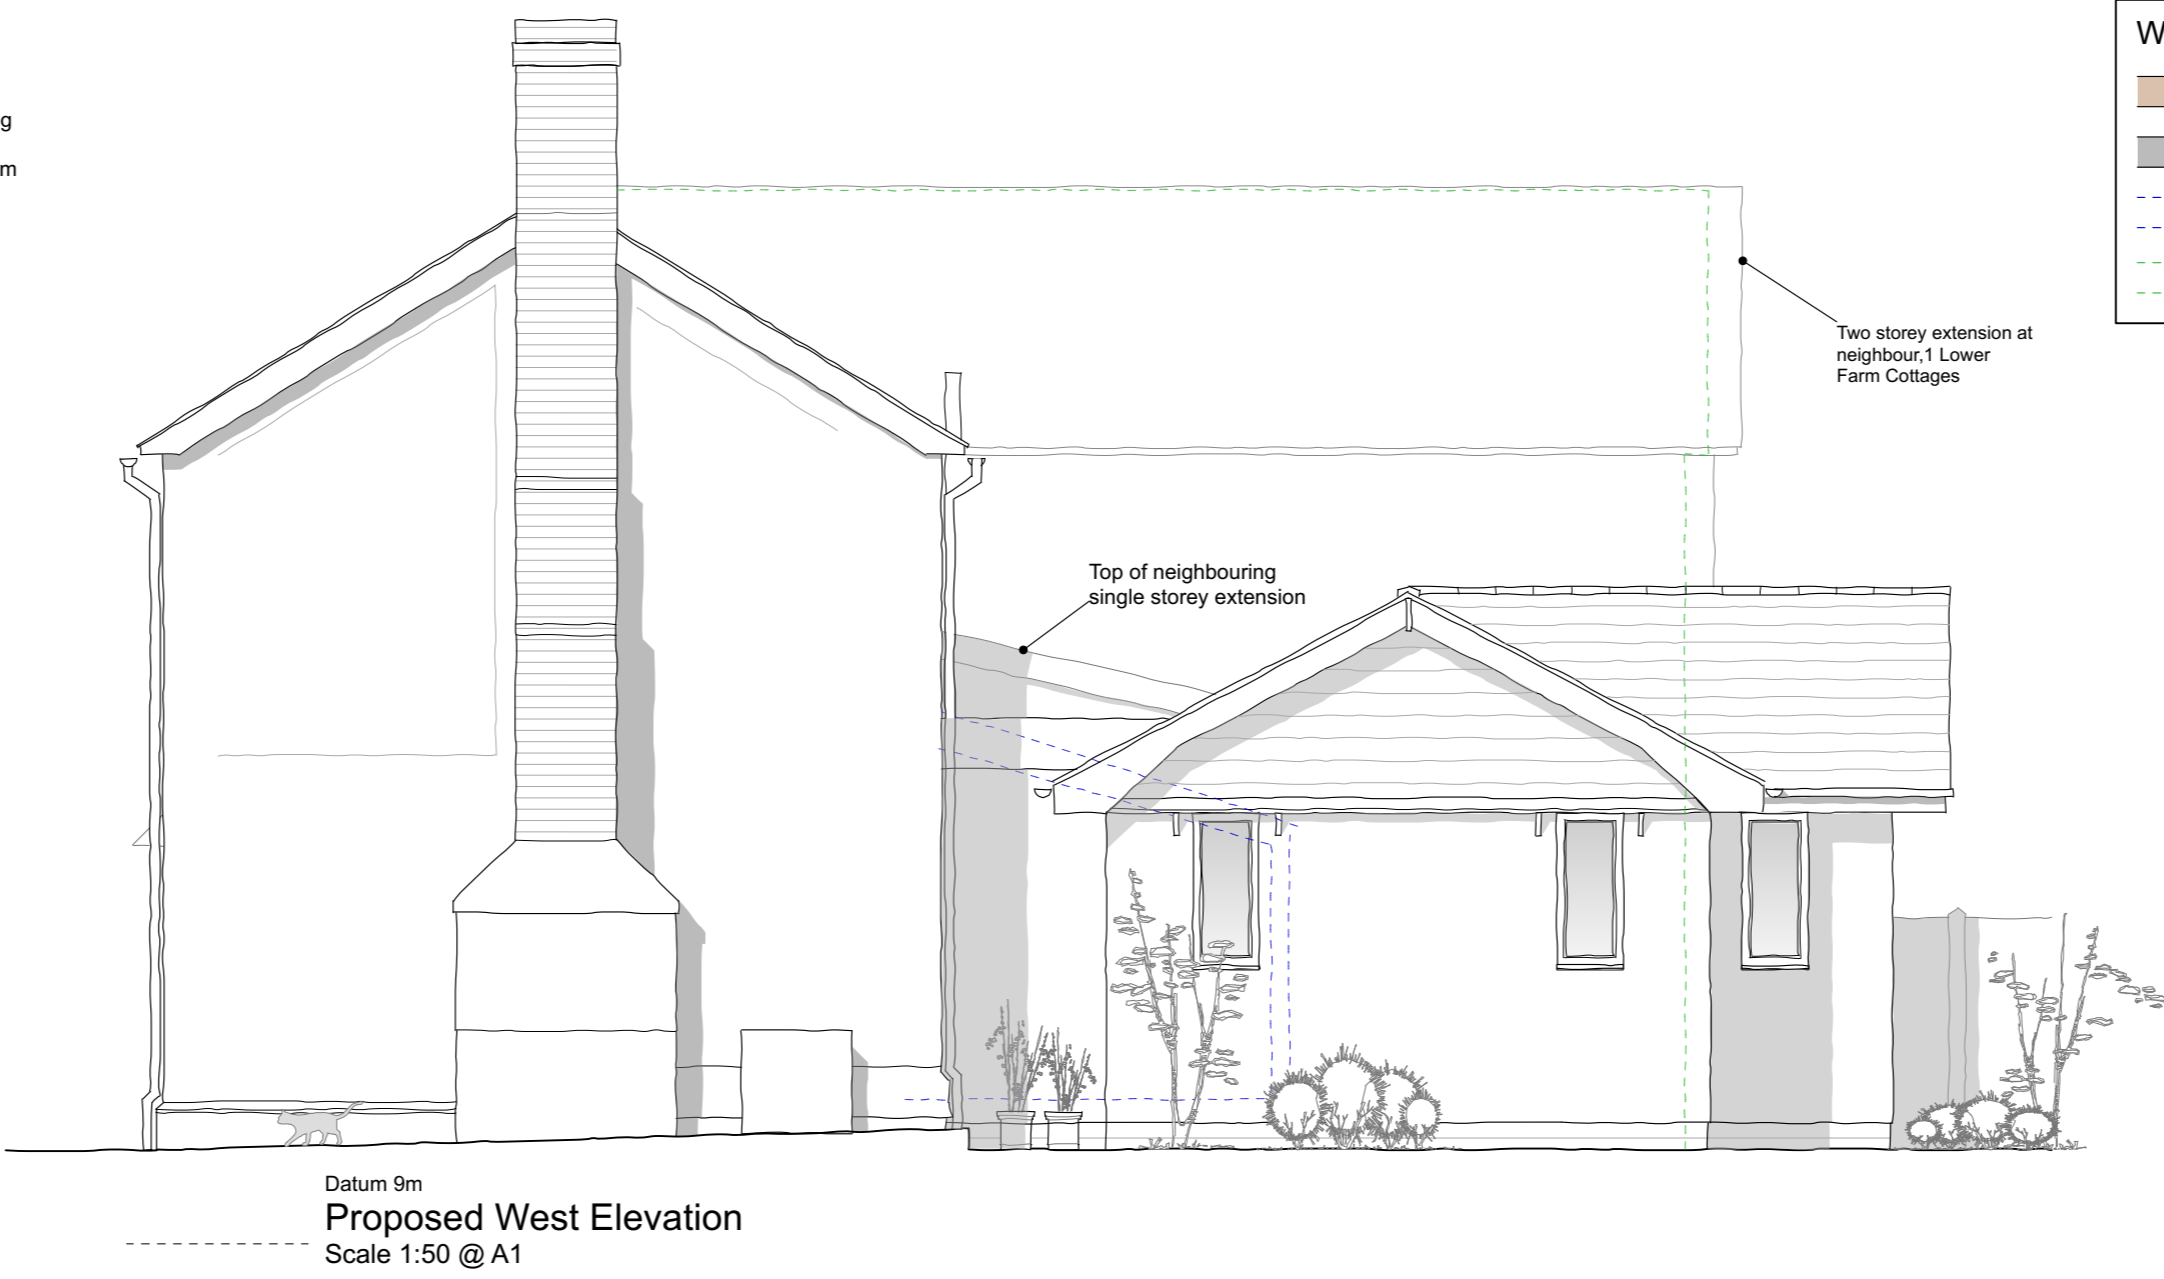 g
m
W
Two storey extension at
neighbour,1 Lower
Farm Cottages
Top of neighbouring
single storey extension
Datum 9m
Proposed West Elevation
Scale 1:50 @ A1